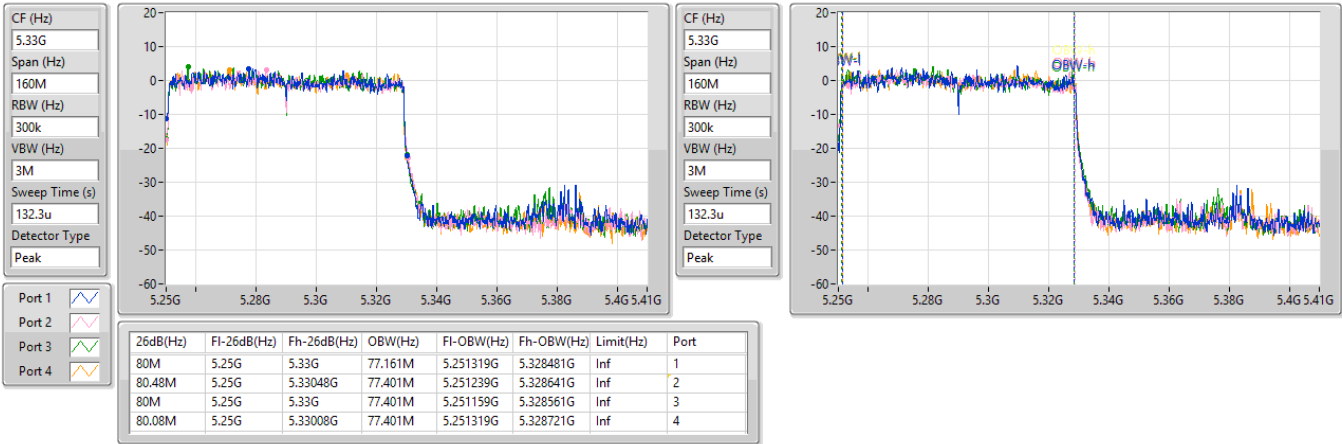 CF (Hz)
5.33G
Span (Hz)
160M
RBW (Hz)
300k
VBW (Hz)
3M
Sweep Time (s)
132.3u
Detector Type
Peak
20
10
0
-10
-20
-30
-40
-50
-60
5.25G 5.28G 5.3G 5.32G 5.34G 5.36G 5.38G 5.4G 5.41G
CF (Hz)
5.33G
Span (Hz)
160M
RBW (Hz)
300k
VBW (Hz)
3M
Sweep Time (s)
132.3u
Detector Type
Peak
20
10
0
-10
-20
-30
-40
-50
-60
OBW-h
5.25G 5.28G 5.3G 5.32G 5.34G 5.36G 5.38G 5.4G 5.41G
Port 1
Port 2
Port 3
Port 4
26dB(Hz) Fl-26dB(Hz) Fh-26dB(Hz) OBW(Hz) Fl-OBW(Hz) Fh-OBW(Hz) Limit(Hz) Port
80M 5.25G 5.33G 77.161M 5.251319G 5.328481G Inf 1
80.48M 5.25G 5.33048G 77.401M 5.251239G 5.328641G Inf 2
80M 5.25G 5.33G 77.401M 5.251159G 5.328561G Inf 3
80.08M 5.25G 5.33008G 77.401M 5.251319G 5.328721G Inf 4